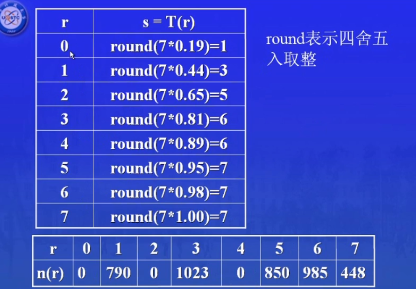 r s = T(r)
0 round(7*0.19)=1
1 round(7*0.44)=3
2 round(7*0.65)=5
3 round(7*0.81)=6
4 round(7*0.89)=6
5 round(7*0.95)=7
6 round(7*0.98)=7
7 round(7*1.00)=7
round表示四舍五
入取整
r 0 1 2 3 4 5 6 7
n(r) 0 790 0 1023 0 850 985 448